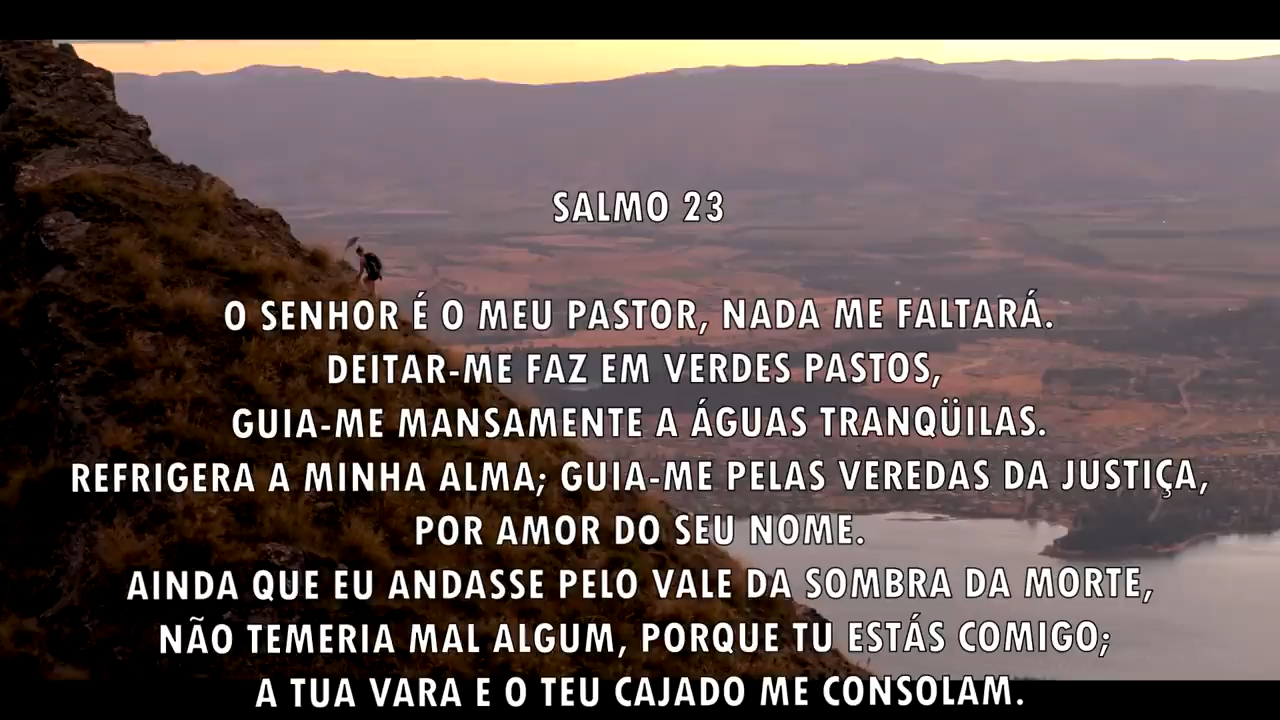 SALMO 23
O SENHOR É O MEU PASTOR, NADA ME FALTARÁ.
DEITAR-ME FAZ EM VERDES PASTOS,
GUIA-ME MANSAMENTE A ÁGUAS TRANQÜILAS.
REFRIGERA A MINHA ALMA; GUIA-ME PELAS VEREDAS DA JUSTIÇA,
POR AMOR DO SEU NOME.
AINDA QUE EU ANDASSE PELO VALE DA SOMBRA DA MORTE,
NÃO TEMERIA MAL ALGUM, PORQUE TU ESTÁS COMIGO;
A TUA VARA E O TEU CAJADO ME CONSOLAM.